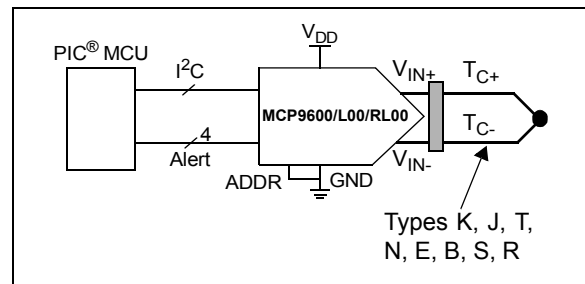 PIC® MCU
I²C
4
Alert
V_DD
MCP9600/L00/RL00
ADDR
GND
V_IN+
V_IN-
T_C+
T_C-
Types K, J, T,
N, E, B, S, R